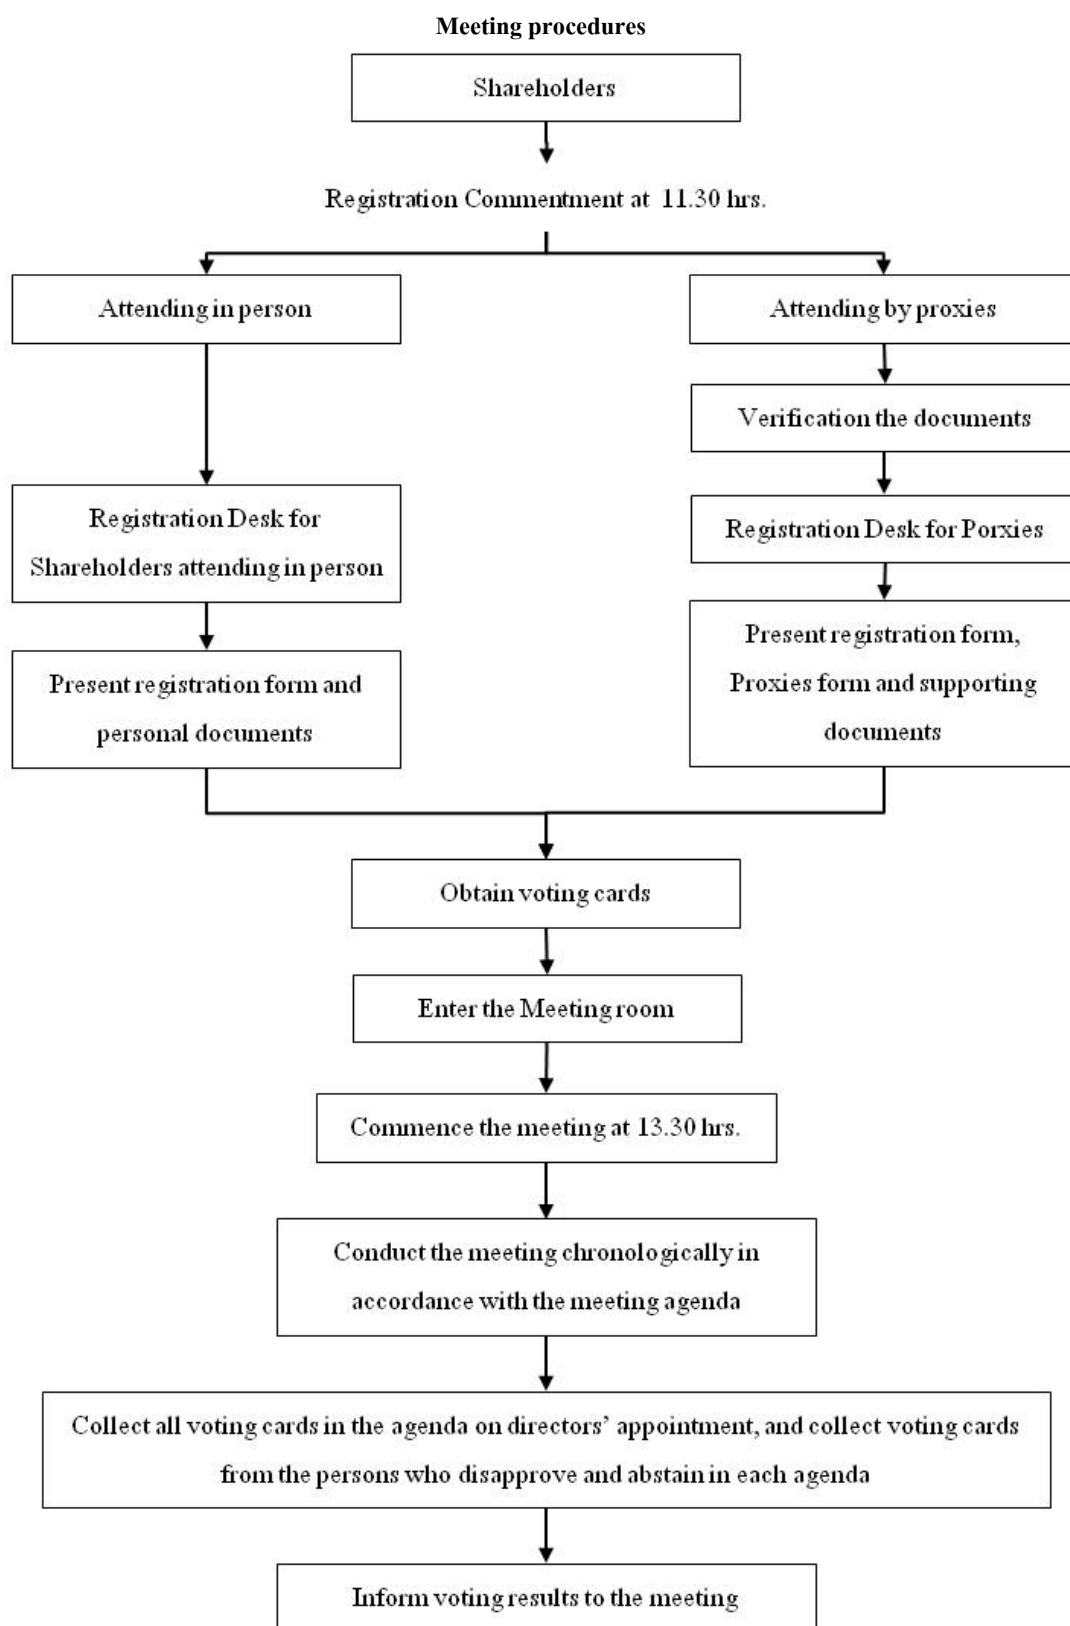 Meeting procedures
Shareholders
Registration Commentment at 11.30 hrs.
Attending in person
Attending by proxies
Verification the documents
Registration Desk for
Shareholders attending in person
Registration Desk for Porxies
Present registration form and
personal documents
Present registration form,
Proxies form and supporting
documents
Obtain voting cards
Enter the Meeting room
Commence the meeting at 13.30 hrs.
Conduct the meeting chronologically in
accordance with the meeting agenda
Collect all voting cards in the agenda on directors’ appointment, and collect voting cards
from the persons who disapprove and abstain in each agenda
Inform voting results to the meeting